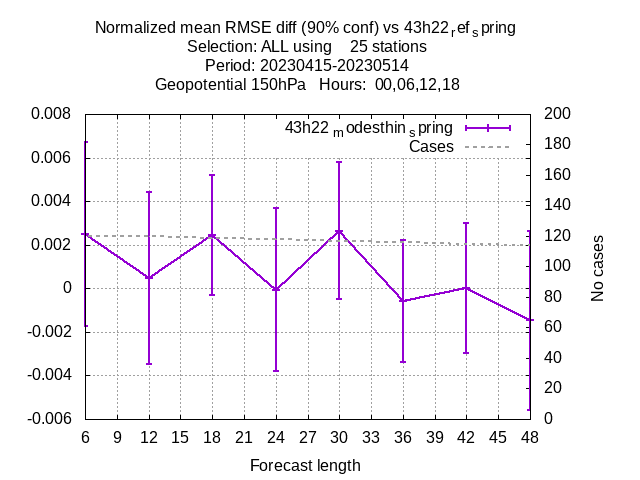 Normalized mean RMSE diff (90% conf) vs 43h22ᵣefₛpring
Selection: ALL using    25 stations
Period: 20230415-20230514
Geopotential 150hPa   Hours:  00,06,12,18
43h22ₘodesthinₛpring
Cases
0.008
0.006
0.004
0.002
0
-0.002
-0.004
-0.006
200
180
160
140
120
100
80
60
40
20
0
No cases
6 9 12 15 18 21 24 27 30 33 36 39 42 45 48
Forecast length